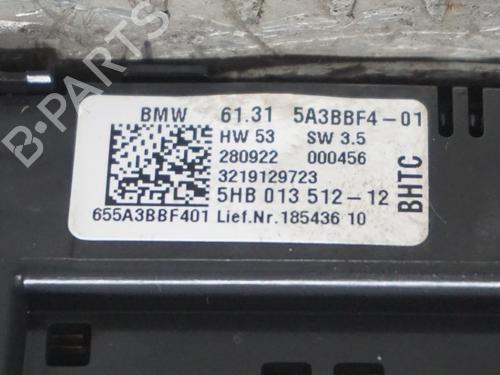 B-PARTS
BMW 61.31 5A3BBF4-01
HW 53 SW 3.5
280922 000456
3219129723
5HB 013 512-12
655A3BBF401 Lief.Nr.185436 10
BHTC